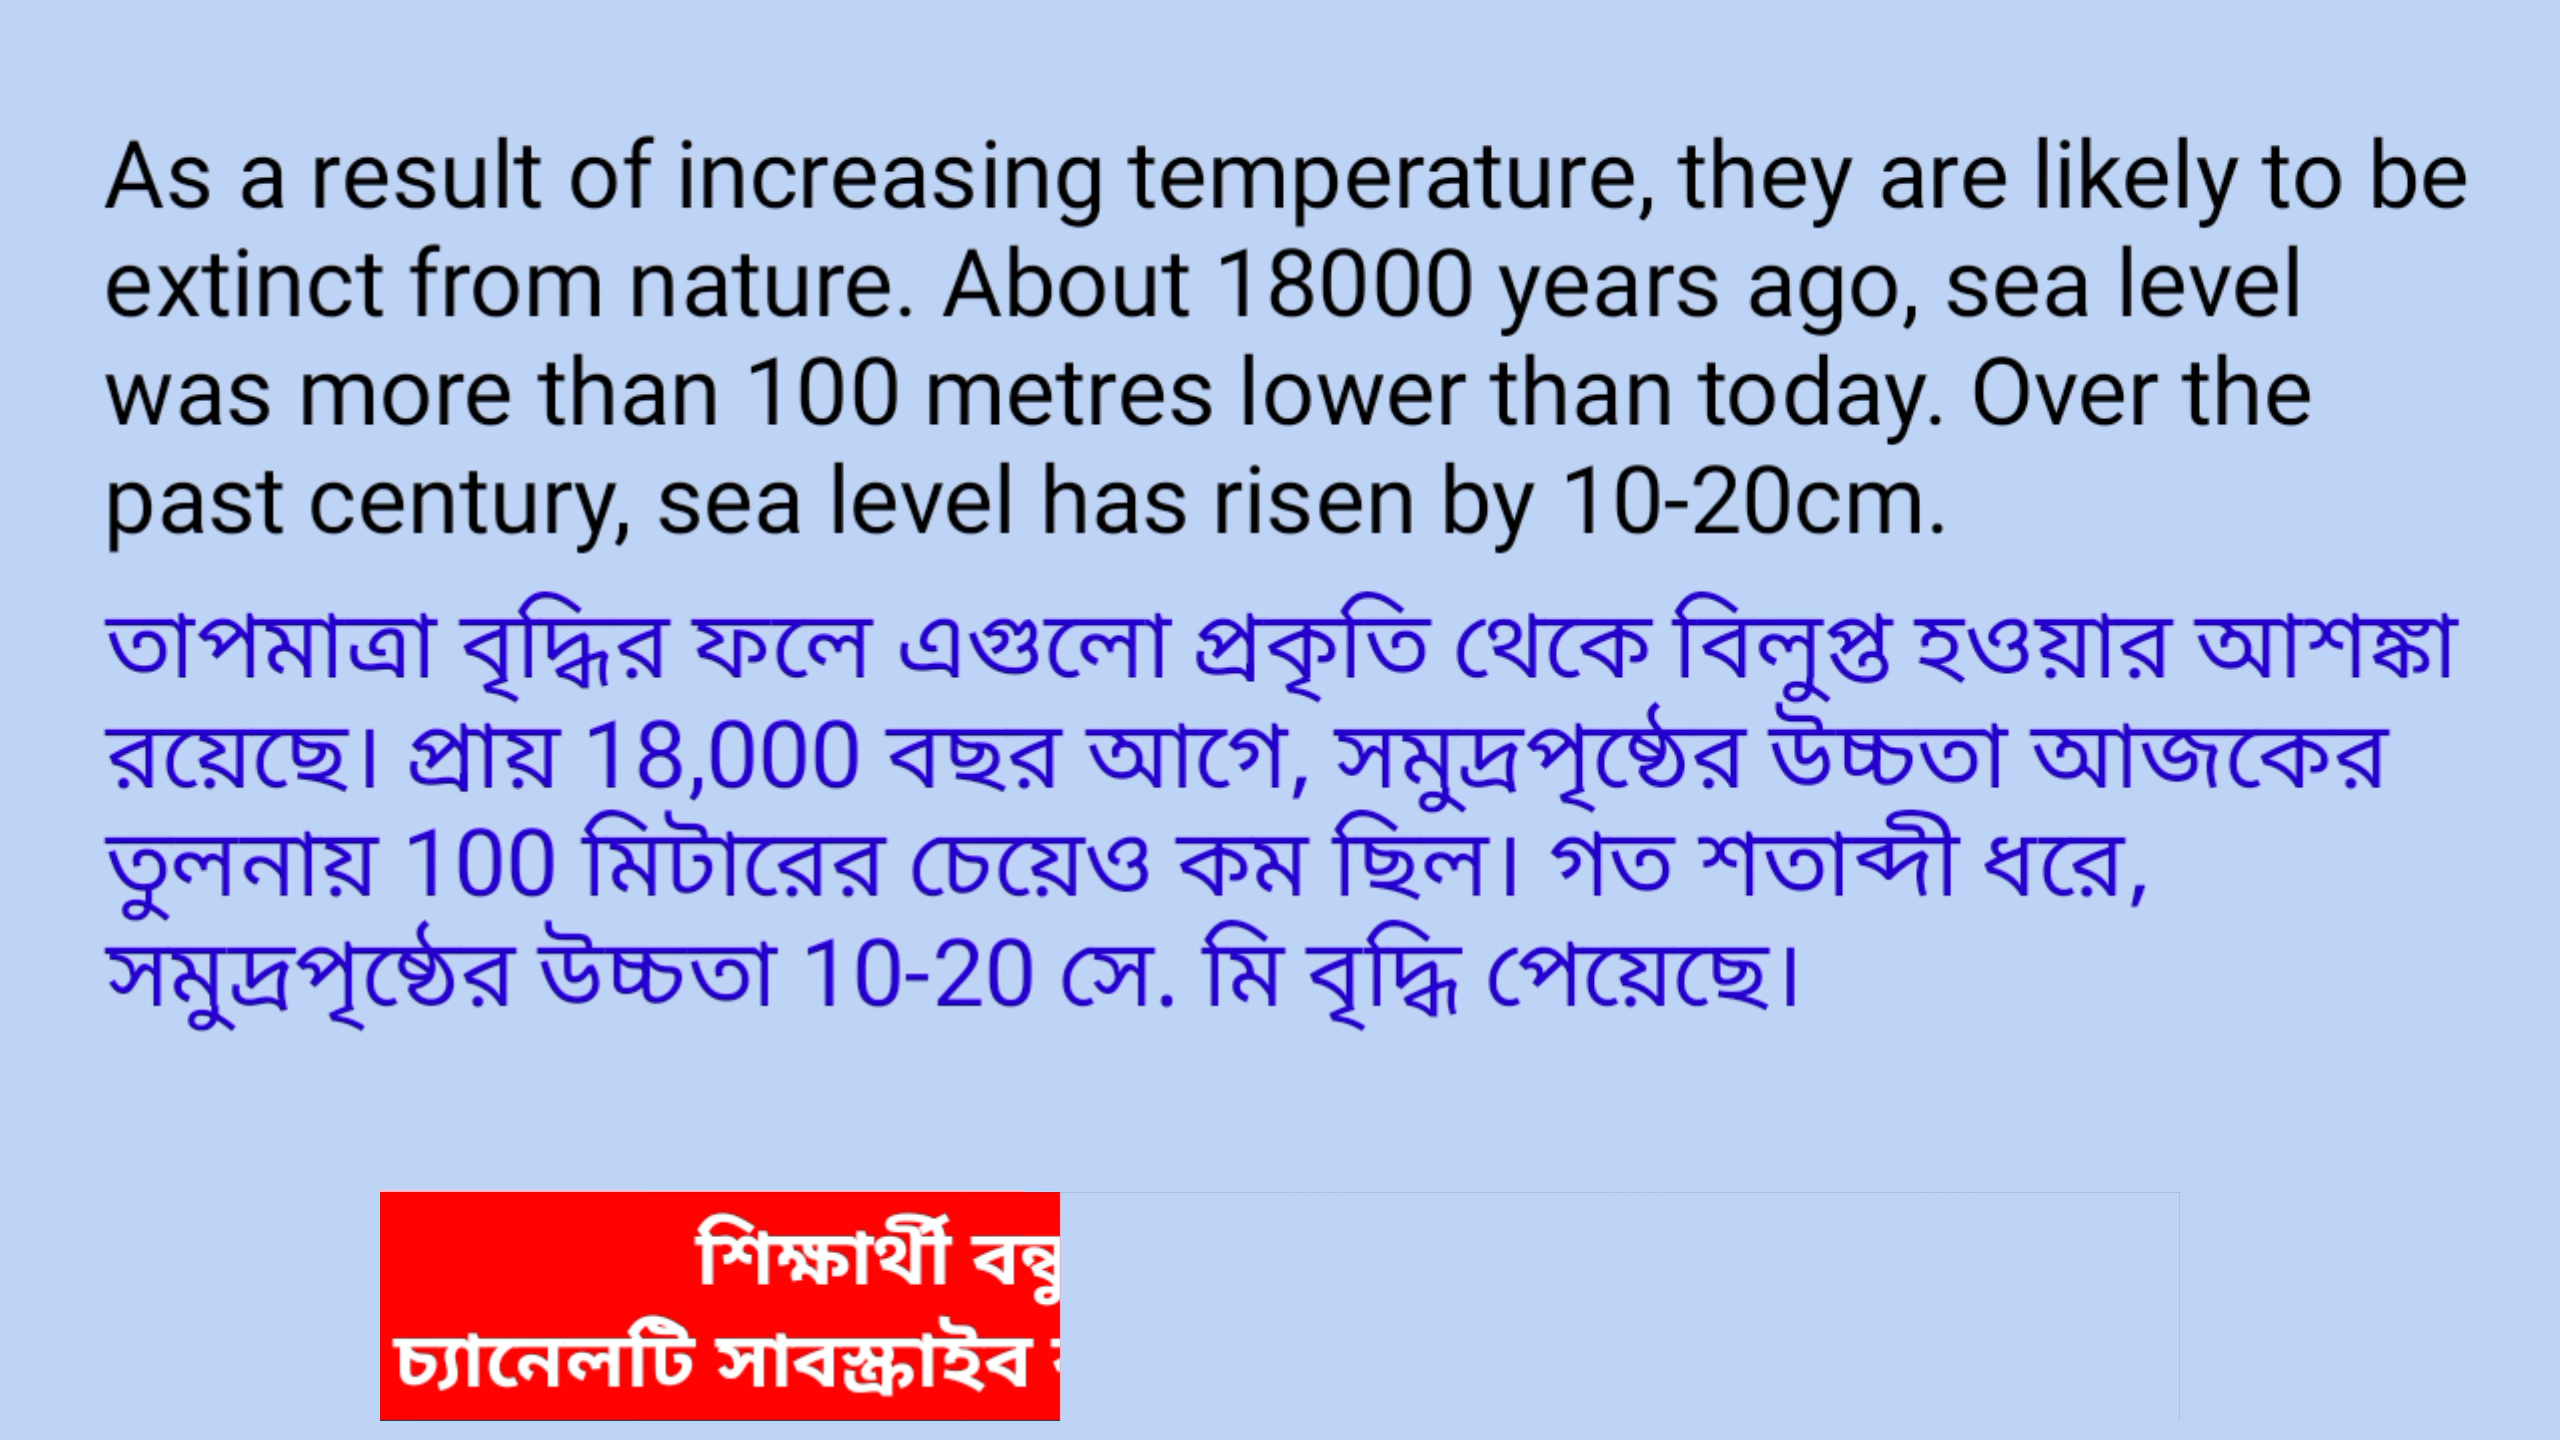 As a result of increasing temperature, they are likely to be
extinct from nature. About 18000 years ago, sea level
was more than 100 metres lower than today. Over the
past century, sea level has risen by 10-20cm.
তাপমাত্রা বৃদ্ধির ফলে এগুলো প্রকৃতি থেকে বিলুপ্ত হওয়ার আশঙ্কা
রয়েছে। প্রায় 18,000 বছর আগে, সমুদ্রপৃষ্ঠের উচ্চতা আজকের
তুলনায় 100 মিটারের চেয়েও কম ছিল। গত শতাব্দী ধরে,
সমুদ্রপৃষ্ঠের উচ্চতা 10-20 সে. মি বৃদ্ধি পেয়েছে।
শিক্ষার্থী
চ্যানেলটি সাবস্ক্রাইব